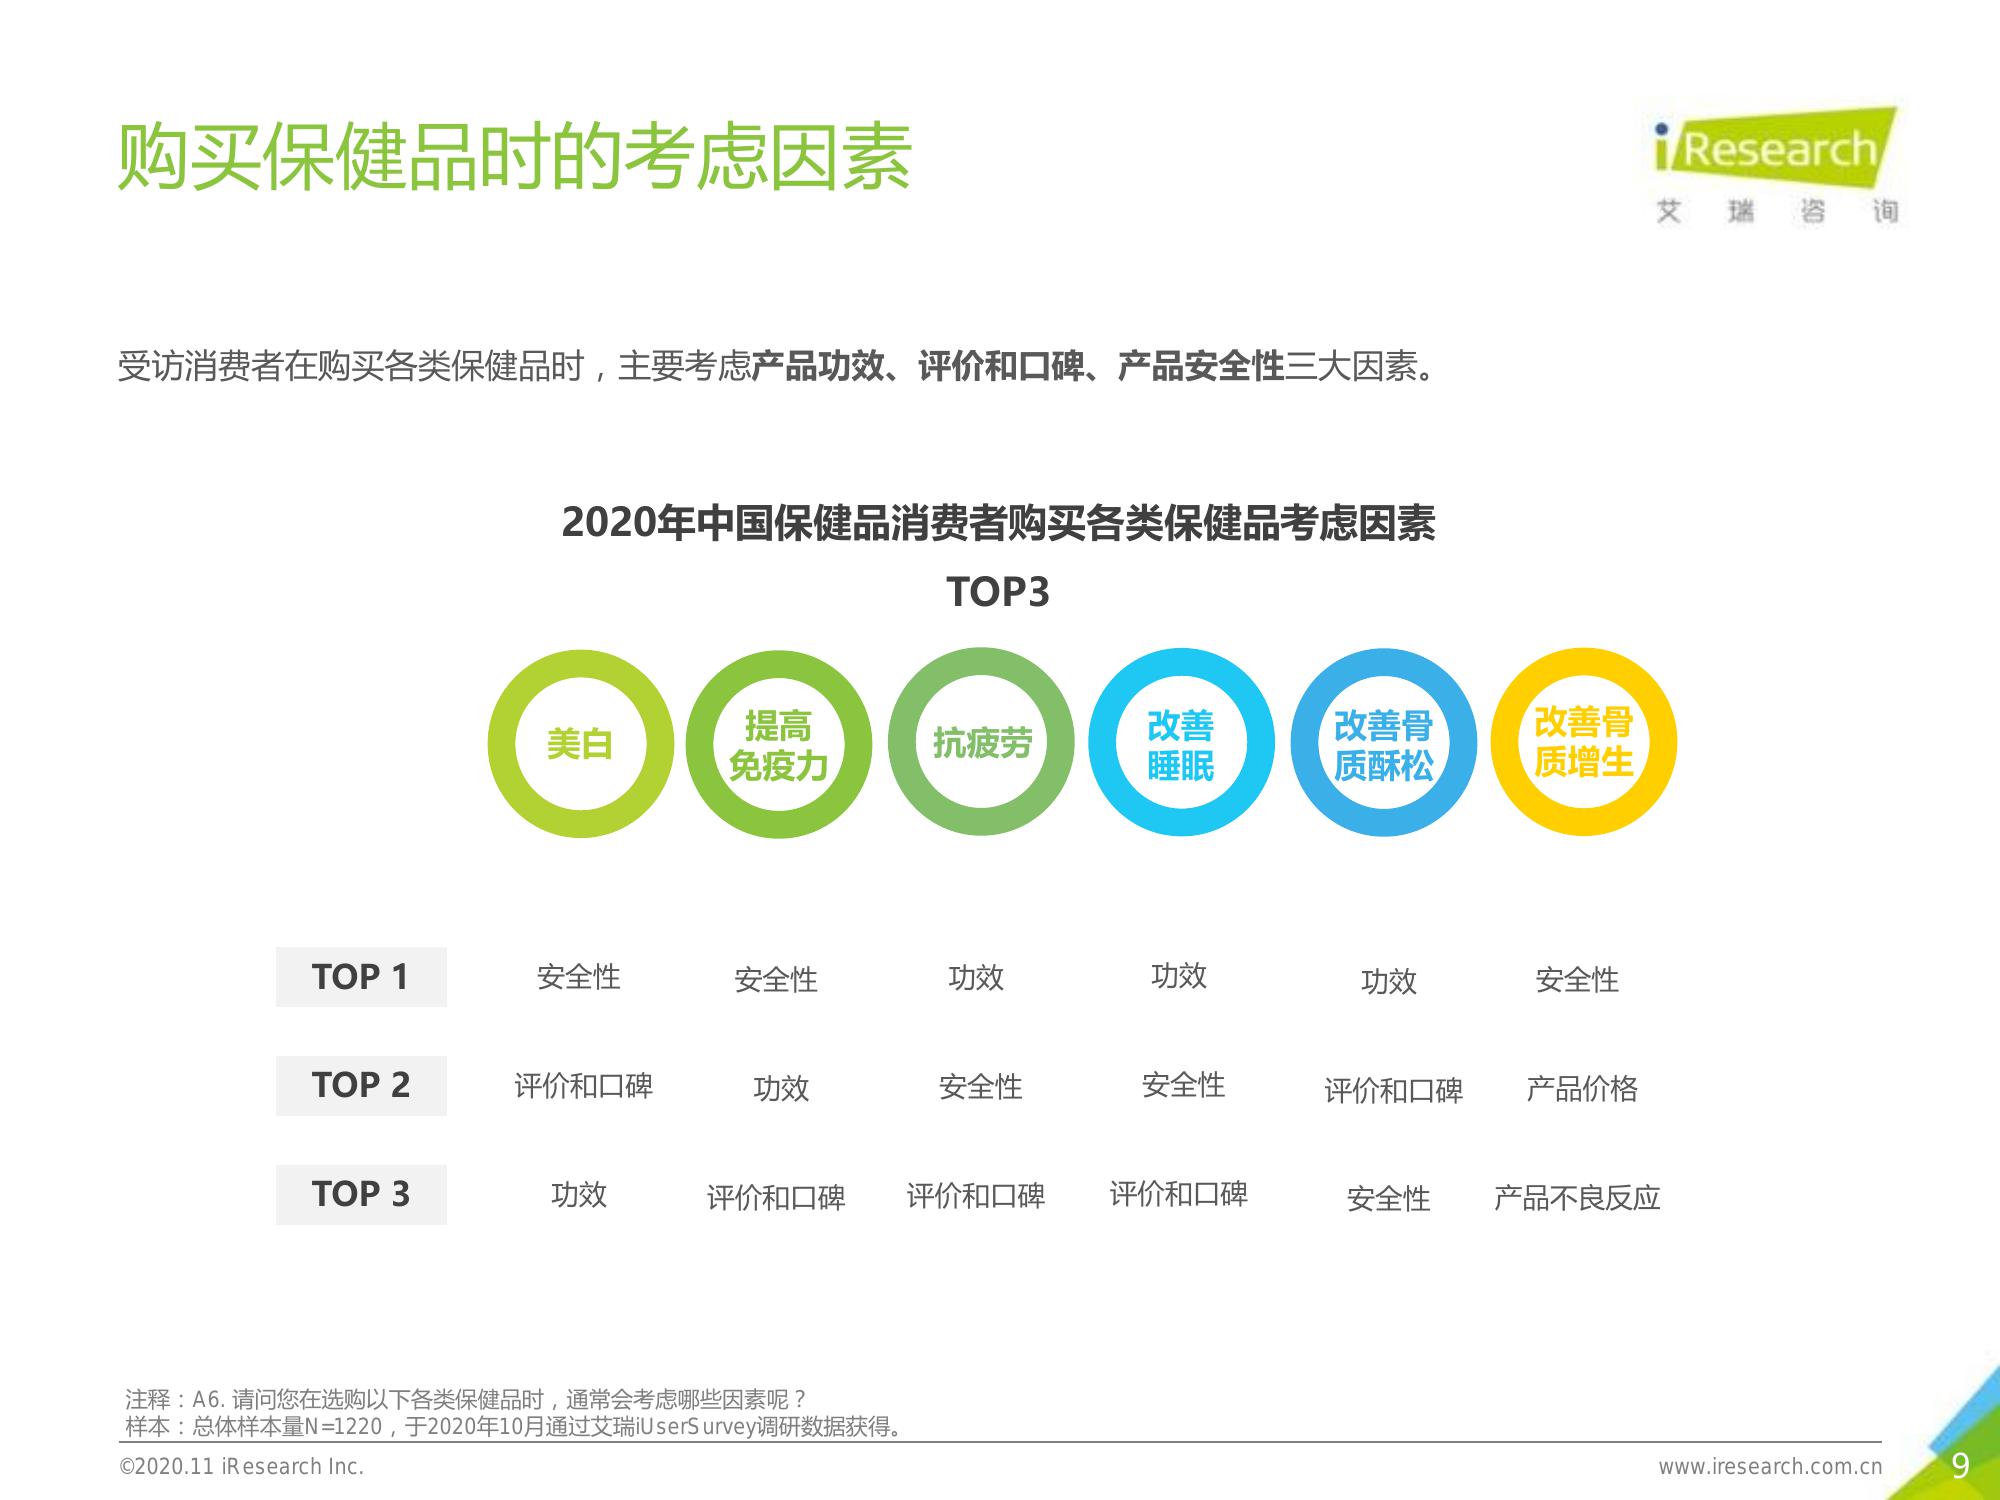 购买保健品时的考虑因素
iResearch
艾瑞咨询
受访消费者在购买各类保健品时，主要考虑产品功效、评价和口碑、产品安全性三大因素。
2020年中国保健品消费者购买各类保健品考虑因素
TOP3
美白
提高
免疫力
抗疲劳
改善
睡眠
改善骨
质酥松
改善骨
质增生
TOP 1 安全性 安全性 功效 功效 功效 安全性
TOP 2 评价和口碑 功效 安全性 安全性 评价和口碑 产品价格
TOP 3 功效 评价和口碑 评价和口碑 评价和口碑 安全性 产品不良反应
注释：A6. 请问您在选购以下各类保健品时，通常会考虑哪些因素呢？
样本：总体样本量N=1220，于2020年10月通过艾瑞iUserSurvey调研数据获得。
©2020.11 iResearch Inc. www.iresearch.com.cn 9